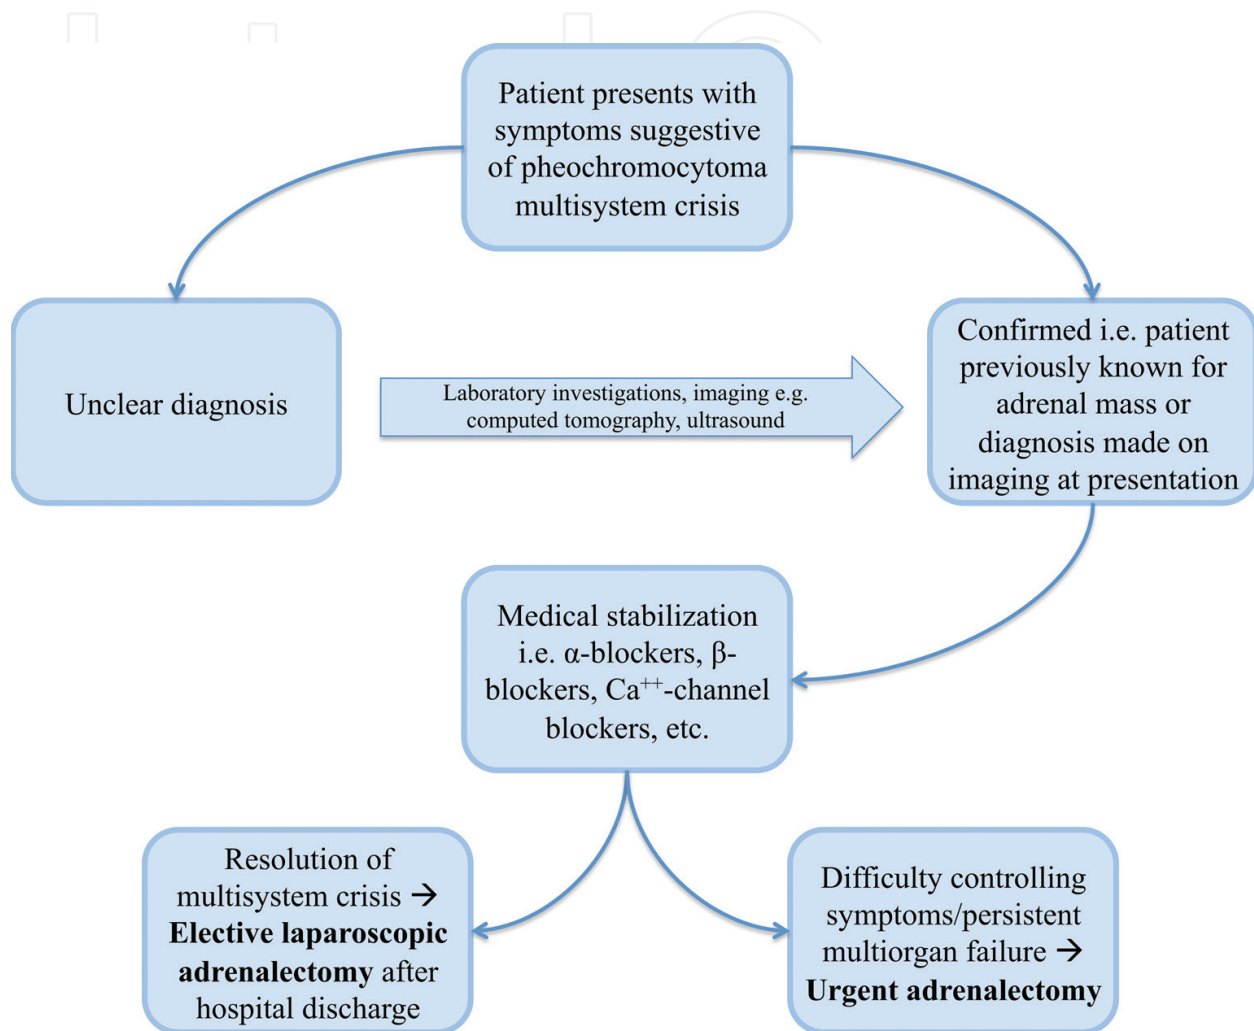 Patient presents with
symptoms suggestive
of pheochromocytoma
multisystem crisis
Unclear diagnosis
Laboratory investigations, imaging e.g.
computed tomography, ultrasound
Confirmed i.e. patient
previously known for
adrenal mass or
diagnosis made on
imaging at presentation
Medical stabilization
i.e. α-blockers, β-
blockers, Ca⁺⁺-channel
blockers, etc.
Resolution of
multisystem crisis →
Elective laparoscopic
adrenalectomy after
hospital discharge
Difficulty controlling
symptoms/persistent
multiorgan failure →
Urgent adrenalectomy